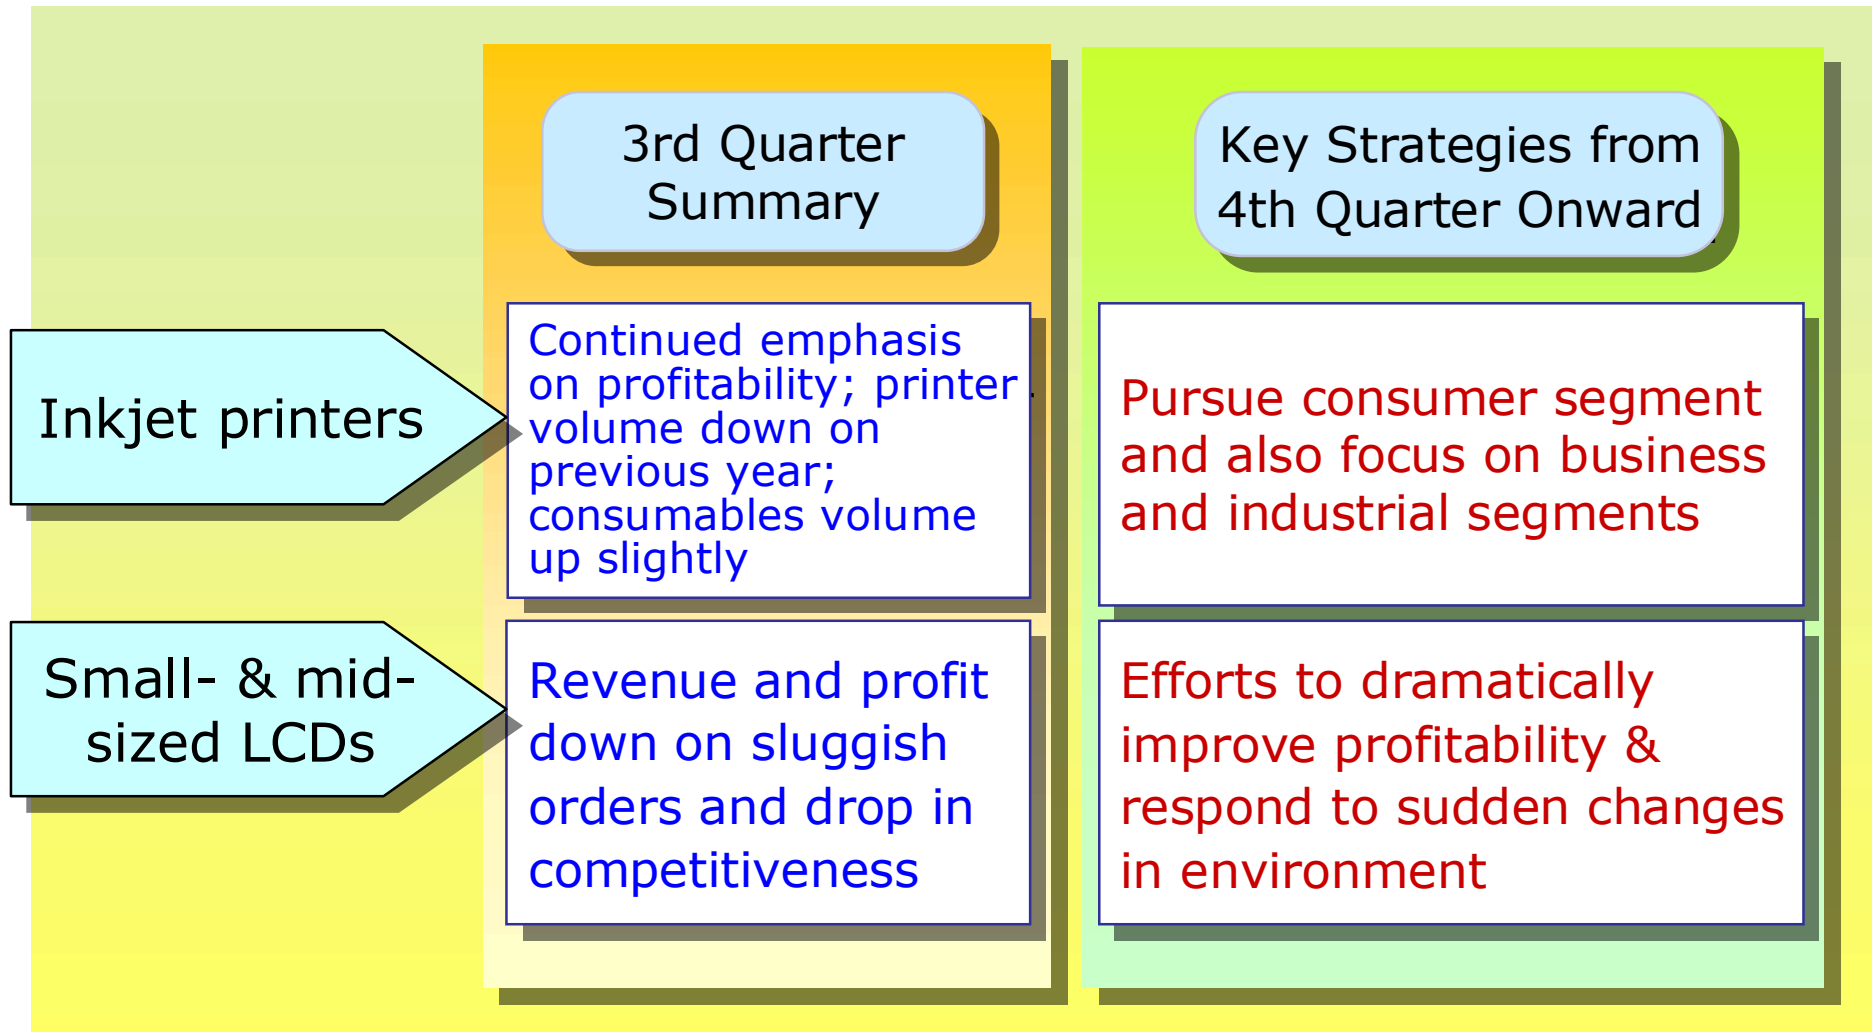 3rd Quarter
Summary
Key Strategies from
4th Quarter Onward
Inkjet printers
Continued emphasis
on profitability; printer
volume down on
previous year;
consumables volume
up slightly
Pursue consumer segment
and also focus on business
and industrial segments
Small- & mid-
sized LCDs
Revenue and profit
down on sluggish
orders and drop in
competitiveness
Efforts to dramatically
improve profitability &
respond to sudden changes
in environment